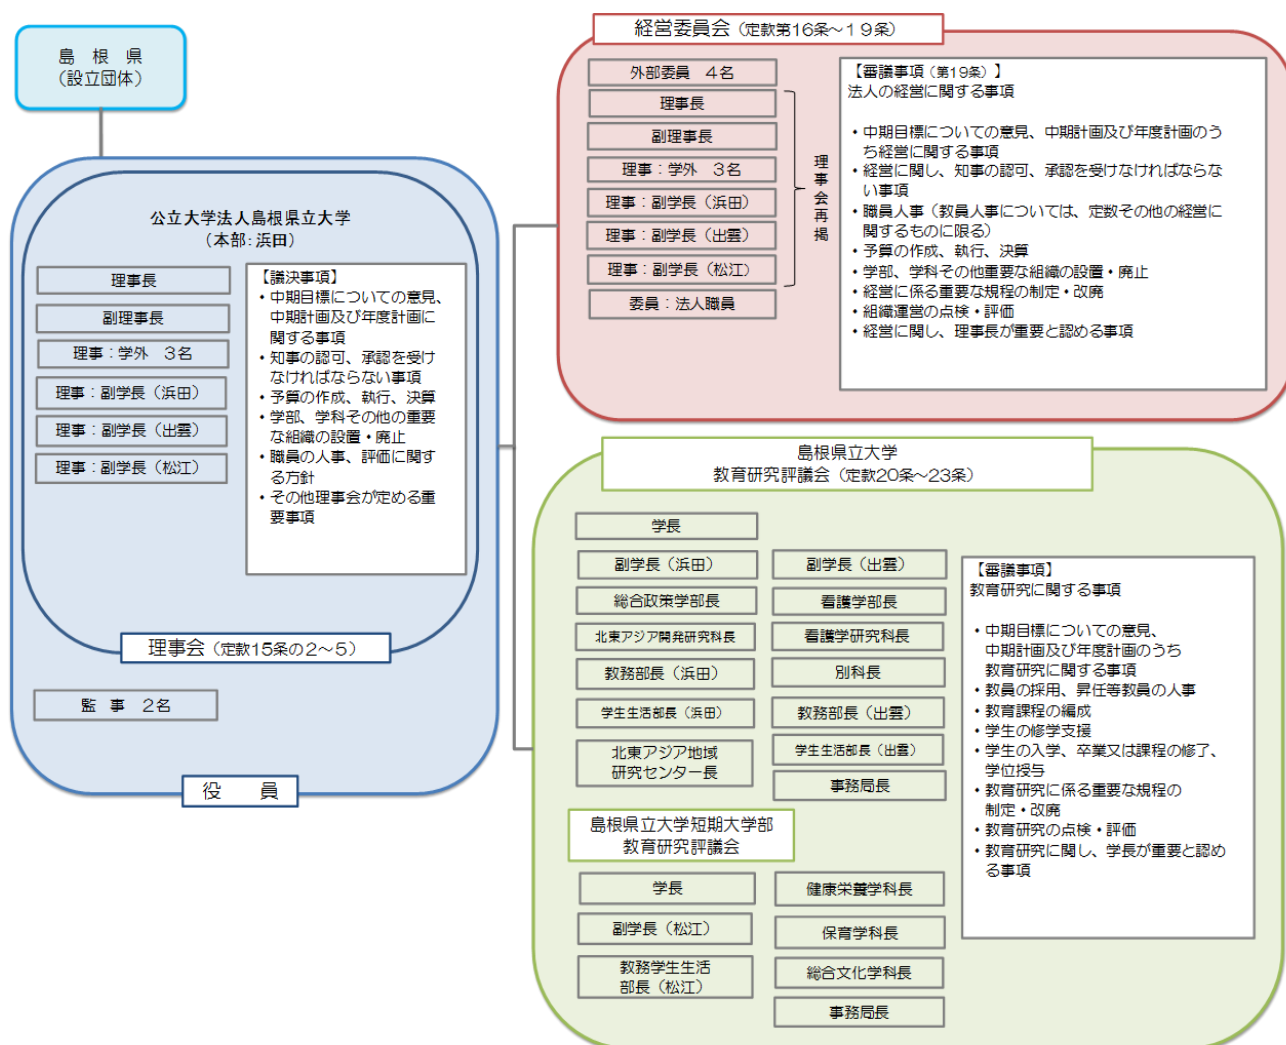 島　根　県
（設立団体）
公立大学法人島根県立大学
（本部：浜田）
理事長
副理事長
理事：学外　３名
理事：副学長（浜田）
理事：副学長（出雲）
理事：副学長（松江）
【議決事項】
・中期目標についての意見、
中期計画及び年度計画に
関する事項
・知事の認可、承認を受け
なければならない事項
・予算の作成、執行、決算
・学部、学科その他の重要
な組織の設置・廃止
・職員の人事、評価に関す
る方針
・その他理事会が定める重
要事項
理事会（定款15条の２～５）
監　事　２名
役　　員
経営委員会（定款第16条～１９条）
外部委員　４名
理事長
副理事長
理事：学外　３名
理事：副学長（浜田）
理事：副学長（出雲）
理事：副学長（松江）
委員：法人職員
理事会再掲
【審議事項（第19条）】
法人の経営に関する事項
・中期目標についての意見、中期計画及び年度計画のう
ち経営に関する事項
・経営に関し、知事の認可、承認を受けなければならな
い事項
・職員人事（教員人事については、定数その他の経営に
関するものに限る）
・予算の作成、執行、決算
・学部、学科その他重要な組織の設置・廃止
・経営に係る重要な規程の制定・改廃
・組織運営の点検・評価
・経営に関し、理事長が重要と認める事項
島根県立大学
教育研究評議会（定款20条～23条）
学長
副学長（浜田）
総合政策学部長
北東アジア開発研究科長
教務部長（浜田）
学生生活部長（浜田）
北東アジア地域
研究センター長
副学長（出雲）
看護学部長
看護学研究科長
別科長
教務部長（出雲）
学生生活部長（出雲）
事務局長
島根県立大学短期大学部
教育研究評議会
学長
副学長（松江）
教務学生生活
部長（松江）
健康栄養学科長
保育学科長
総合文化学科長
事務局長
【審議事項】
教育研究に関する事項
・中期目標についての意見、
中期計画及び年度計画のうち
教育研究に関する事項
・教員の採用、昇任等教員の人事
・教育課程の編成
・学生の修学支援
・学生の入学、卒業又は課程の修了、
学位授与
・教育研究に係る重要な規程の
制定・改廃
・教育研究の点検・評価
・教育研究に関し、学長が重要と認め
る事項